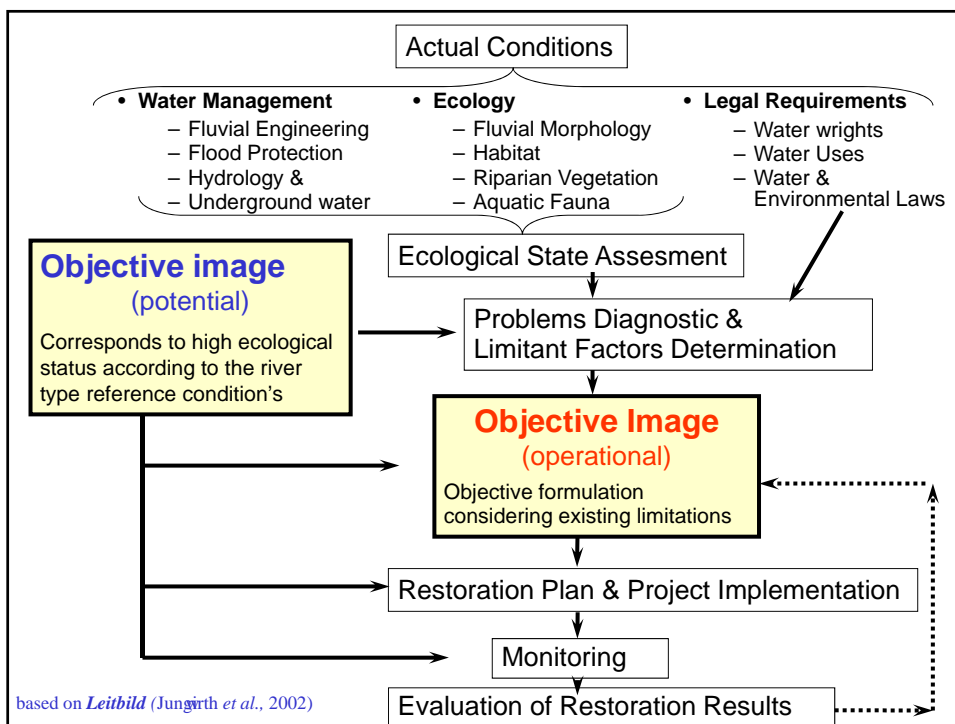 Actual Conditions
• Water Management
– Fluvial Engineering
– Flood Protection
– Hydrology &
– Underground water
• Ecology
– Fluvial Morphology
– Habitat
– Riparian Vegetation
– Aquatic Fauna
• Legal Requirements
– Water wrights
– Water Uses
– Water &
Environmental Laws
Ecological State Assesment
Objective image
(potential)
Corresponds to high ecological
status according to the river
type reference condition's
Problems Diagnostic &
Limitant Factors Determination
Objective Image
(operational)
Objective formulation
considering existing limitations
Restoration Plan & Project Implementation
Monitoring
Evaluation of Restoration Results
based on Leitbild (Jungwirth et al., 2002)